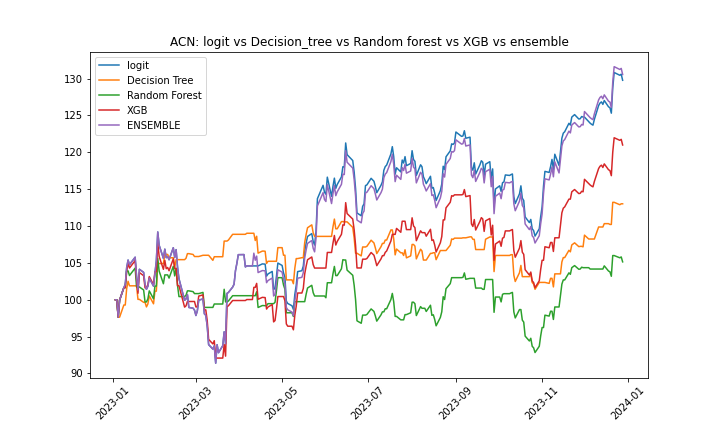 ACN: logit vs Decision_tree vs Random forest vs XGB vs ensemble
logit
Decision Tree
Random Forest
XGB
ENSEMBLE
130
125
120
115
110
105
100
95
90
2023-01
2023-03
2023-05
2023-07
2023-09
2023-11
2024-01